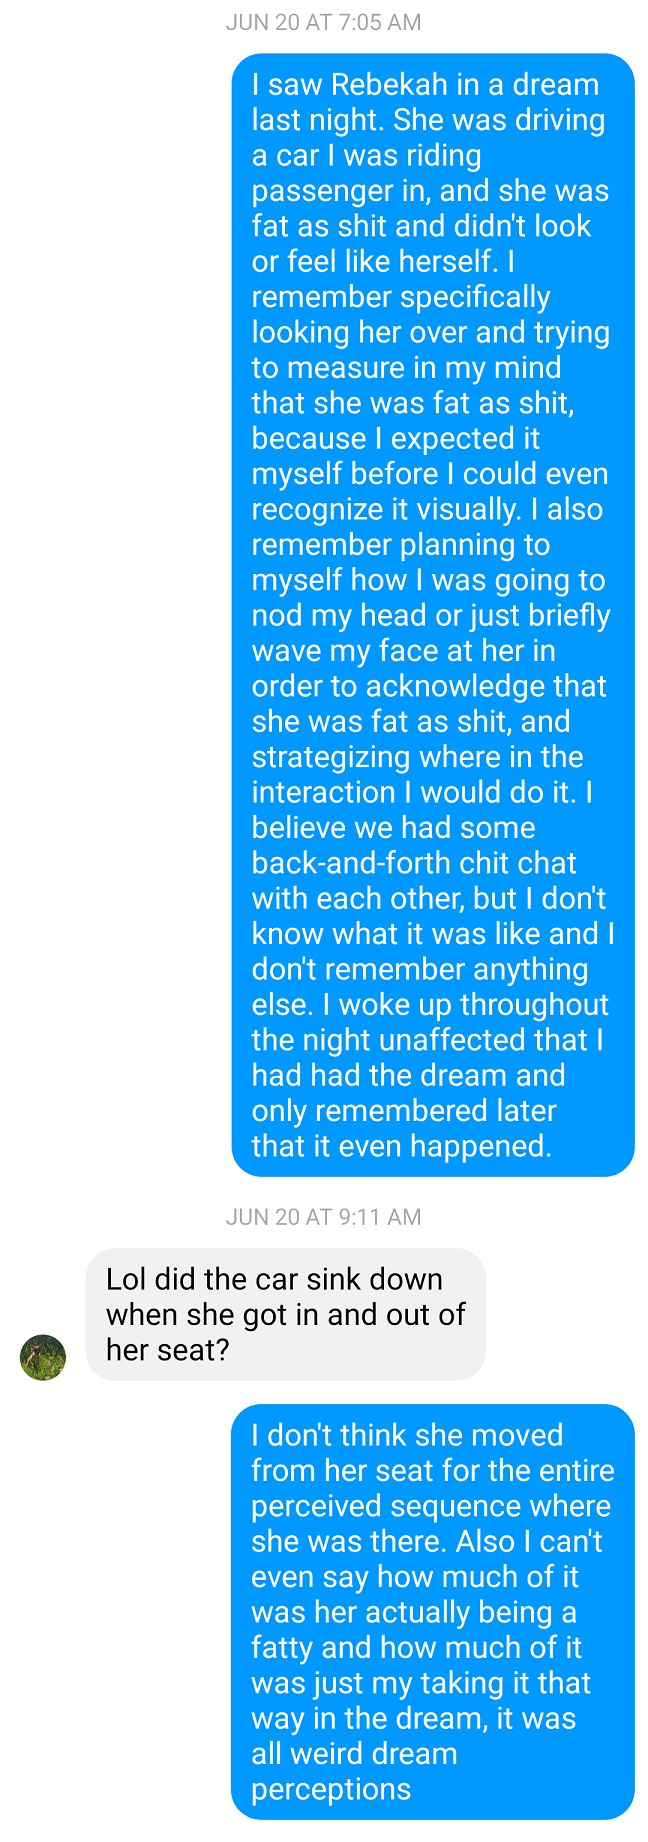 JUN 20 AT 7:05 AM
I saw Rebekah in a dream
last night. She was driving
a car I was riding
passenger in, and she was
fat as shit and didn't look
or feel like herself. I
remember specifically
looking her over and trying
to measure in my mind
that she was fat as shit,
because I expected it
myself before I could even
recognize it visually. I also
remember planning to
myself how I was going to
nod my head or just briefly
wave my face at her in
order to acknowledge that
she was fat as shit, and
strategizing where in the
interaction I would do it. I
believe we had some
back-and-forth chit chat
with each other, but I don't
know what it was like and I
don't remember anything
else. I woke up throughout
the night unaffected that I
had had the dream and
only remembered later
that it even happened.
JUN 20 AT 9:11 AM
Lol did the car sink down
when she got in and out of
her seat?
I don't think she moved
from her seat for the entire
perceived sequence where
she was there. Also I can't
even say how much of it
was her actually being a
fatty and how much of it
was just my taking it that
way in the dream, it was
all weird dream
perceptions